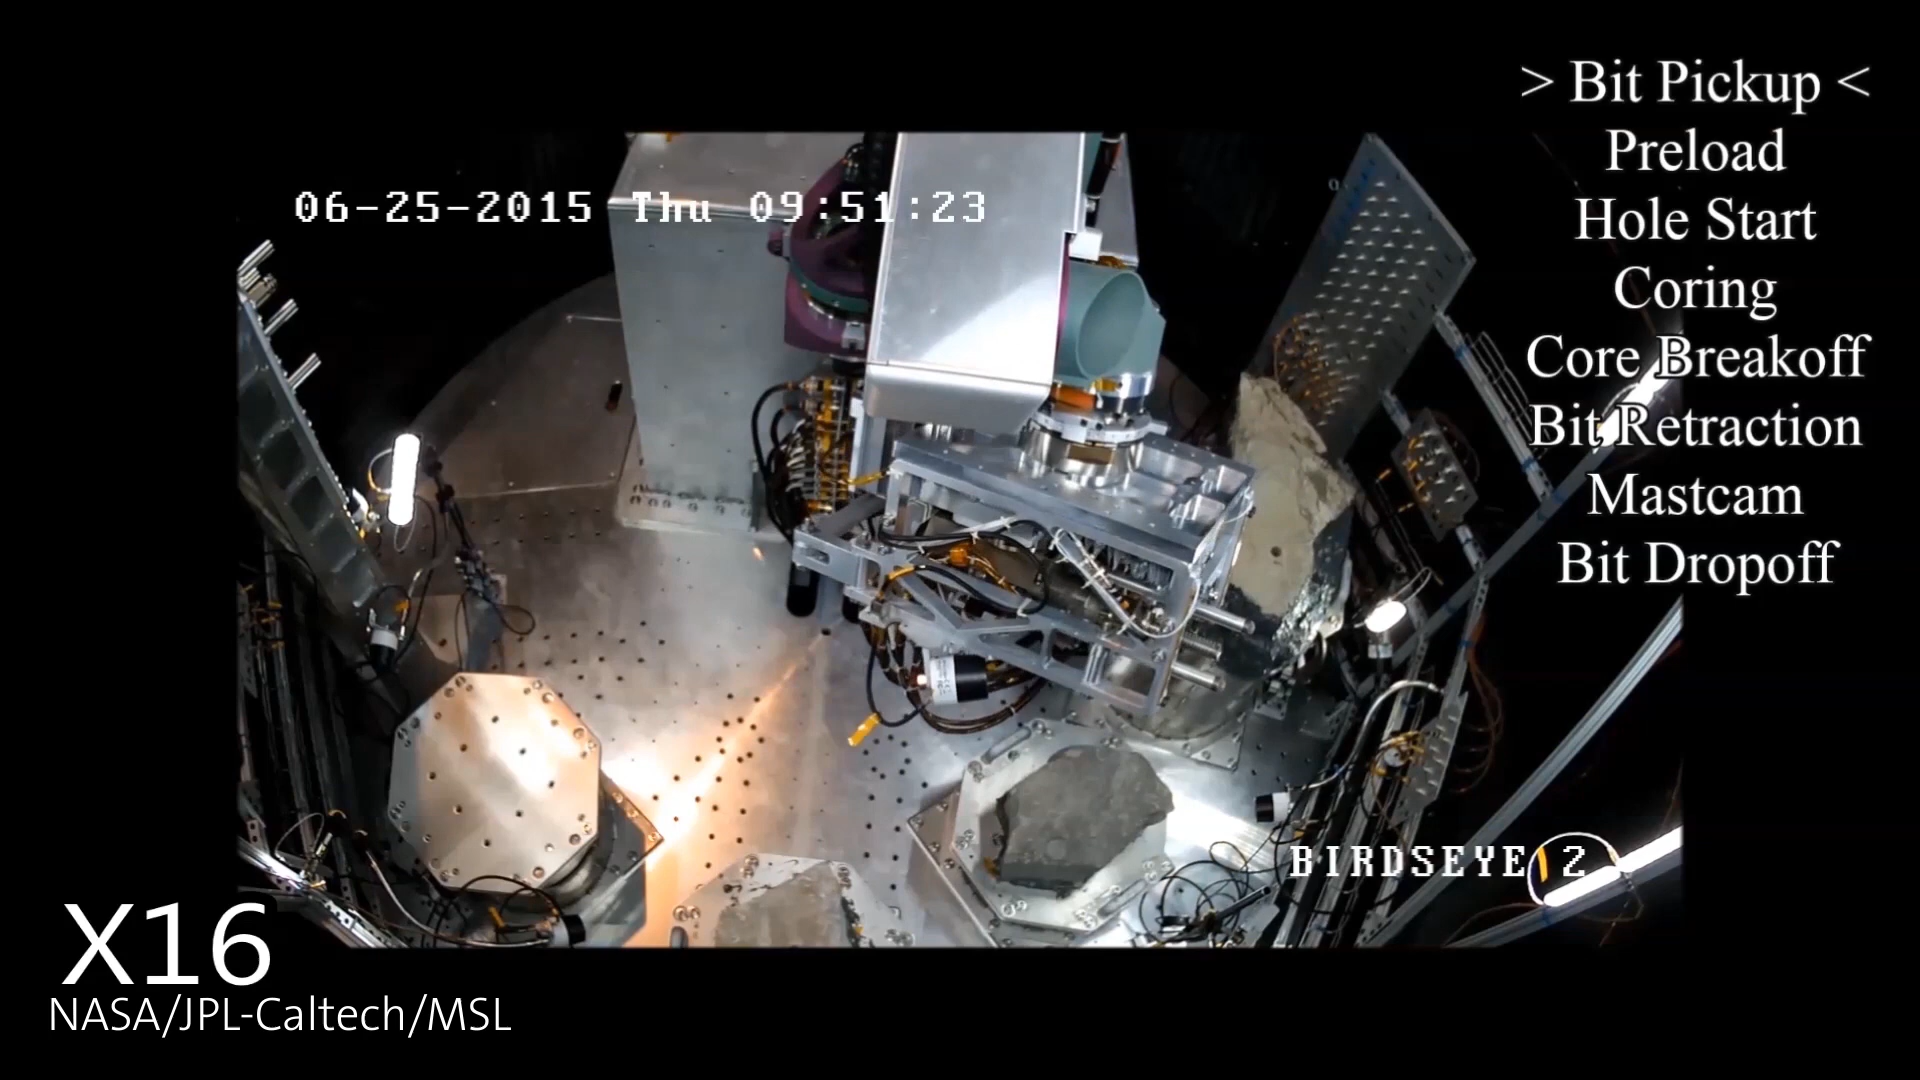 > Bit Pickup <
Preload
Hole Start
Coring
Core Breakoff
Bit Retraction
Mastcam
Bit Dropoff
06-25-2015 Thu 09:51:23
BIRDSEYE 2
X16
NASA/JPL-Caltech/MSL